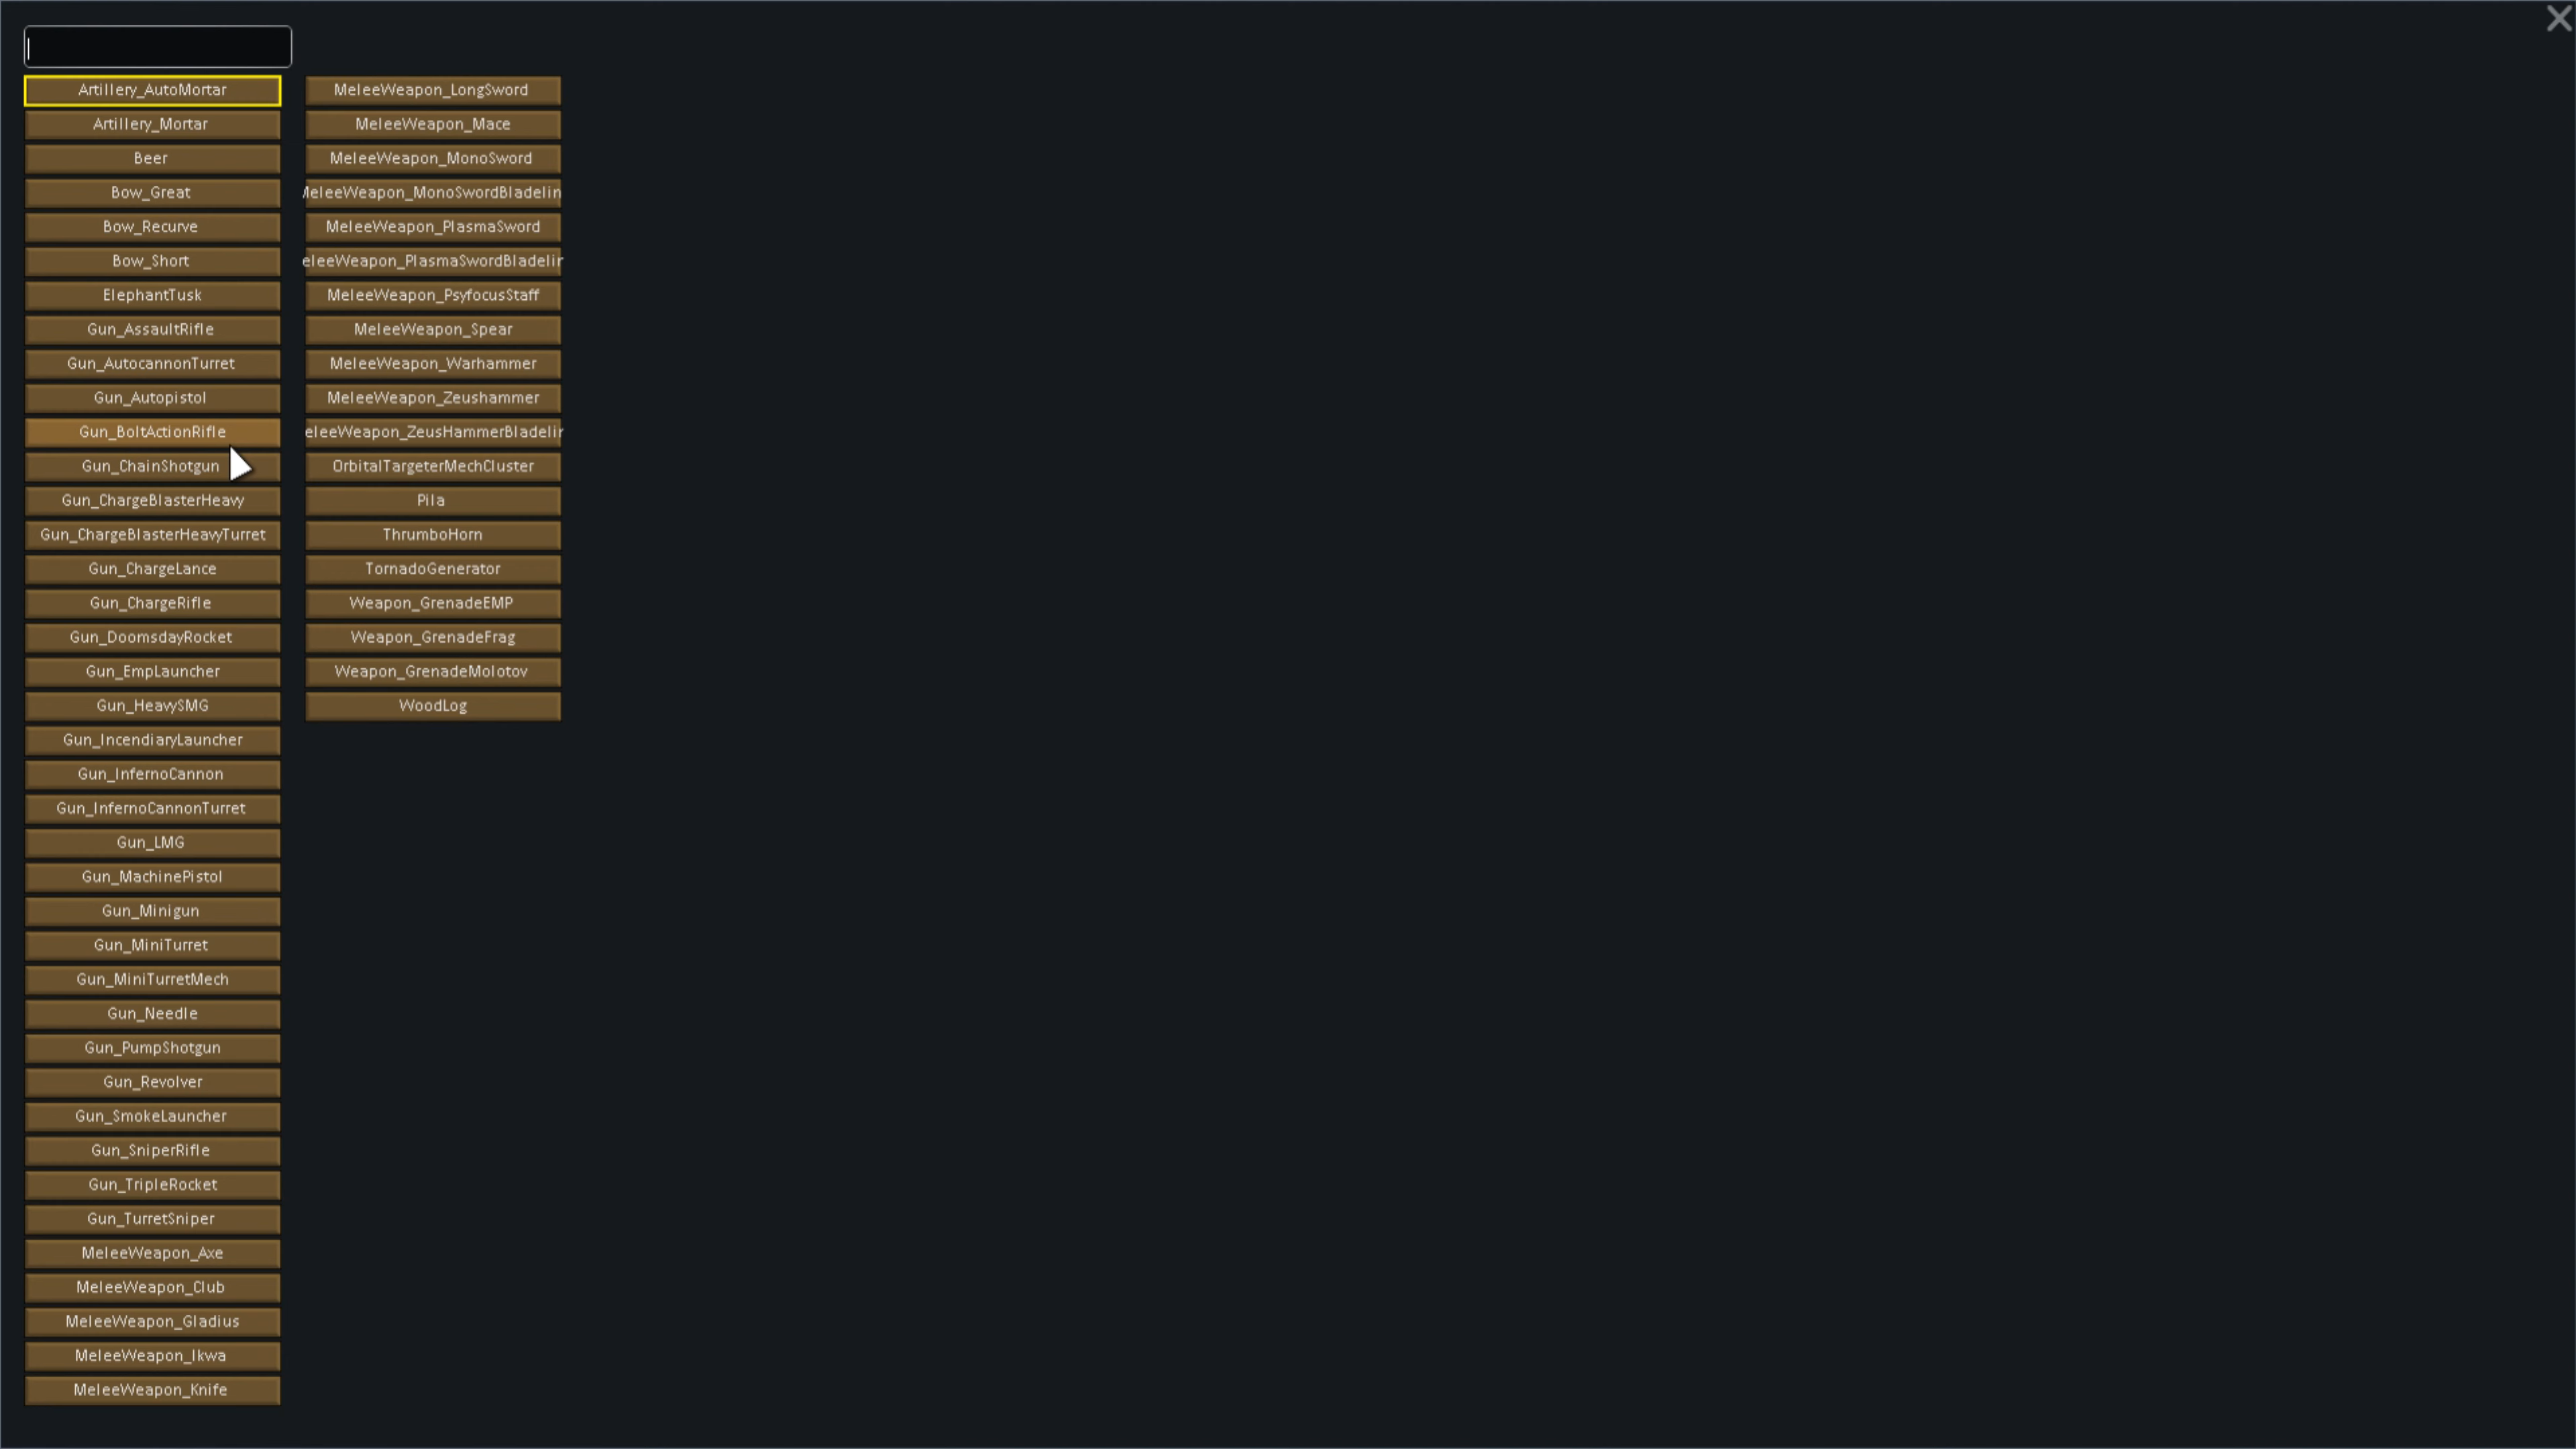 Artillery_AutoMortar
Artillery_Mortar
Beer
Bow_Great
Bow_Recurve
Bow_Short
ElephantTusk
Gun_AssaultRifle
Gun_AutocannonTurret
Gun_Autopistol
Gun_BoltActionRifle
Gun_ChainShotgun
Gun_ChargeBlasterHeavy
Gun_ChargeBlasterHeavyTurret
Gun_ChargeLance
Gun_ChargeRifle
Gun_DoomsdayRocket
Gun_EmpLauncher
Gun_HeavySMG
Gun_IncendiaryLauncher
Gun_InfernoCannon
Gun_InfernoCannonTurret
Gun_LMG
Gun_MachinePistol
Gun_Minigun
Gun_MiniTurret
Gun_MiniTurretMech
Gun_Needle
Gun_PumpShotgun
Gun_Revolver
Gun_SmokeLauncher
Gun_SniperRifle
Gun_TripleRocket
Gun_TurretSniper
MeleeWeapon_Axe
MeleeWeapon_Club
MeleeWeapon_Gladius
MeleeWeapon_Ikwa
MeleeWeapon_Knife
MeleeWeapon_LongSword
MeleeWeapon_Mace
MeleeWeapon_MonoSword
MeleeWeapon_MonoSwordBladelin
MeleeWeapon_PlasmaSword
eleeWeapon_PlasmaSwordBladelir
MeleeWeapon_PsyfocusStaff
MeleeWeapon_Spear
MeleeWeapon_Warhammer
MeleeWeapon_Zeushammer
eleeWeapon_ZeusHammerBladelir
OrbitalTargeterMechCluster
Pila
ThrumboHorn
TornadoGenerator
Weapon_GrenadeEMP
Weapon_GrenadeFrag
Weapon_GrenadeMolotov
WoodLog